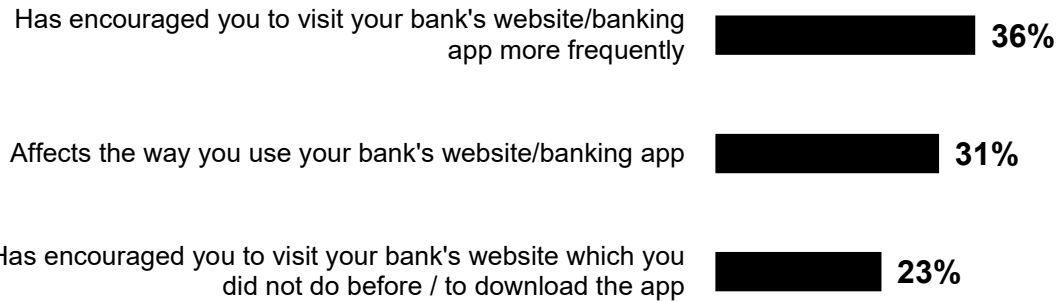 Has encouraged you to visit your bank's website/banking
app more frequently
36%
Affects the way you use your bank's website/banking app
31%
Has encouraged you to visit your bank's website which you
did not do before / to download the app
23%